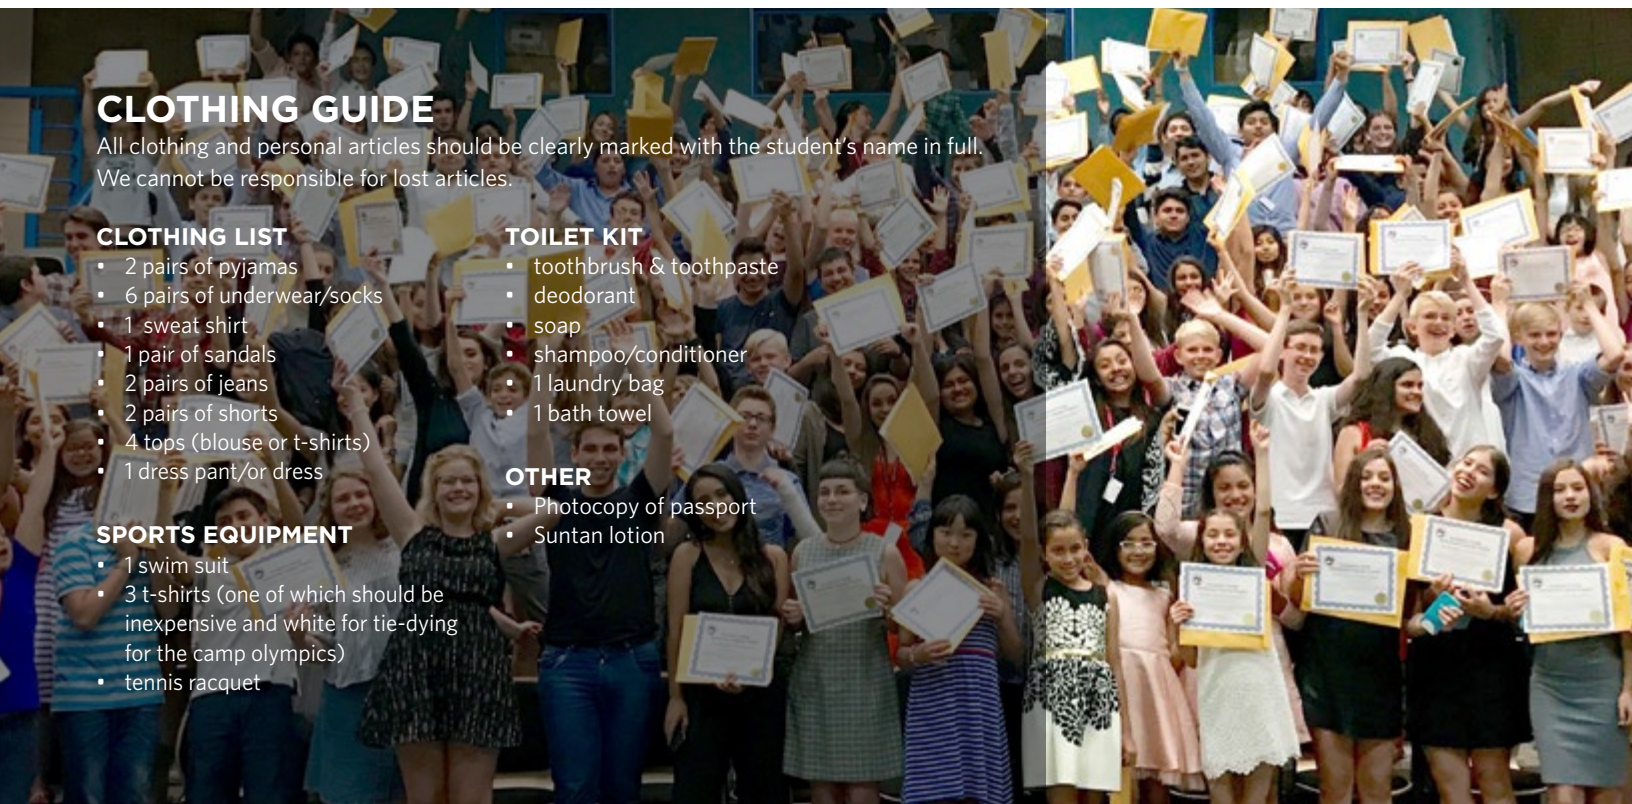 CLOTHING GUIDE
All clothing and personal articles should be clearly marked with the student's name in full.
We cannot be responsible for lost articles.
CLOTHING LIST
• 2 pairs of pyjamas
• 6 pairs of underwear/socks
• 1 sweat shirt
• 1 pair of sandals
• 2 pairs of jeans
• 2 pairs of shorts
• 4 tops (blouse or t-shirts)
• 1 dress pant/or dress
SPORTS EQUIPMENT
• 1 swim suit
• 3 t-shirts (one of which should be
inexpensive and white for tie-dying
for the camp olympics)
• tennis racquet
TOILET KIT
• toothbrush & toothpaste
• deodorant
• soap
• shampoo/conditioner
• 1 laundry bag
• 1 bath towel
OTHER
• Photocopy of passport
• Suntan lotion